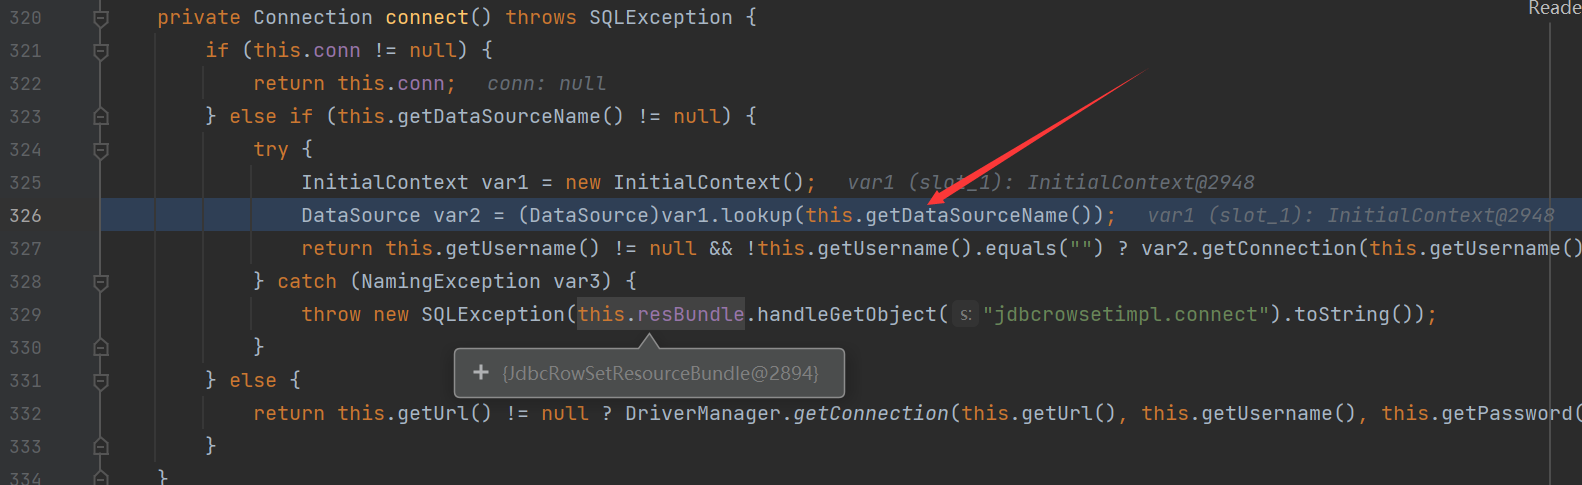 Reade
320 private Connection connect() throws SQLException {
321 if (this.conn != null) {
322 return this.conn; conn: null
323 } else if (this.getDataSourceName() != null) {
324 try {
325 InitialContext var1 = new InitialContext(); var1 (slot_1): InitialContext@2948
326 DataSource var2 = (DataSource)var1.lookup(this.getDataSourceName()); var1 (slot_1): InitialContext@2948
327 return this.getUsername() != null && !this.getUsername().equals("") ? var2.getConnection(this.getUsername()
328 } catch (NamingException var3) {
329 throw new SQLException(this.resBundle.handleGetObject( s: "jdbcrowsetimpl.connect").toString());
330 }
+ {JdbcRowSetResourceBundle@2894}
331 } else {
332 return this.getUrl() != null ? DriverManager.getConnection(this.getUrl(), this.getUsername(), this.getPassword(
333 }
334 }